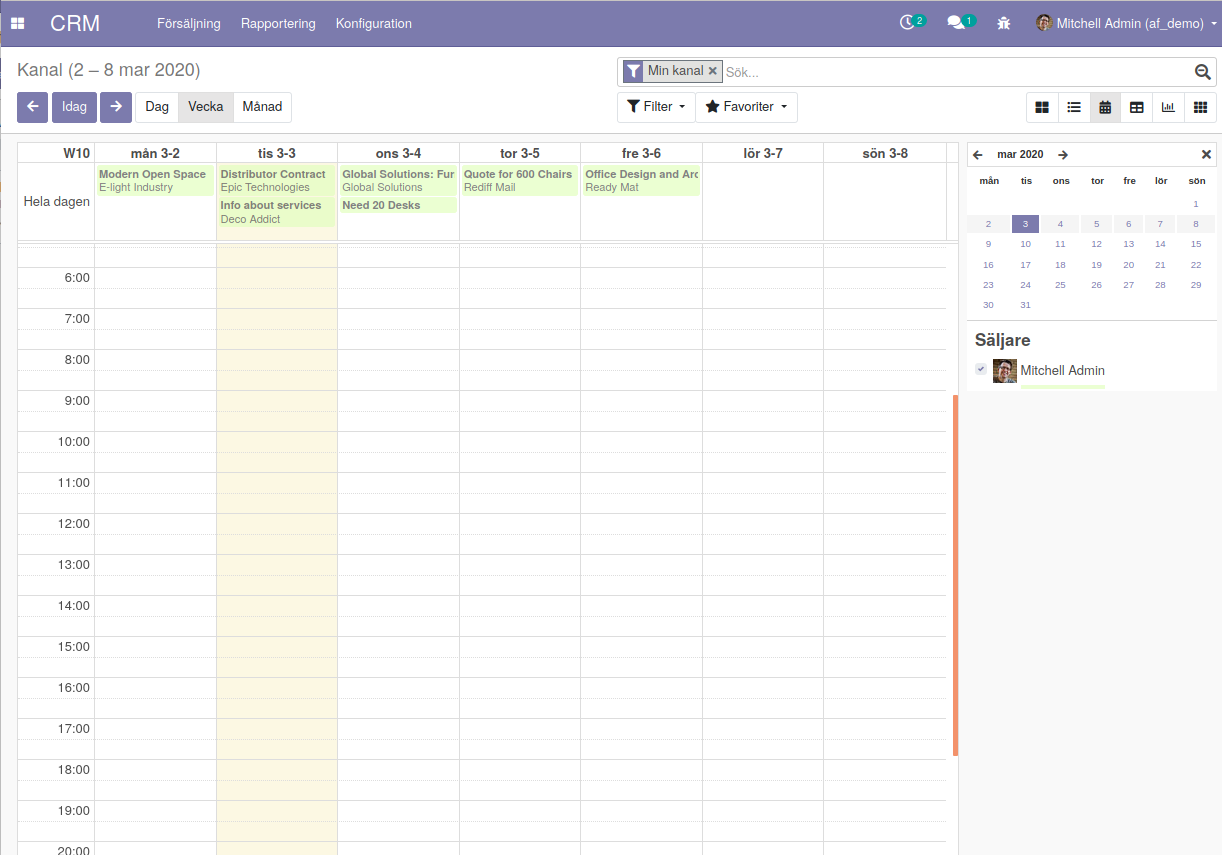 CRM Försäljning Rapportering Konfiguration 2 1 Mitchell Admin (af_demo)
Kanal (2 – 8 mar 2020)
Min kanal × Sök...
Idag Dag Vecka Månad
Filter Favoriter
W10 mån 3-2 tis 3-3 ons 3-4 tor 3-5 fre 3-6 lör 3-7 sön 3-8
Hela dagen
Modern Open Space
E-light Industry
Distributor Contract
Epic Technologies
Info about services
Deco Addict
Global Solutions: Fur
Global Solutions
Need 20 Desks
Quote for 600 Chairs
Rediff Mail
Office Design and Arc
Ready Mat
6:00
7:00
8:00
9:00
10:00
11:00
12:00
13:00
14:00
15:00
16:00
17:00
18:00
19:00
20:00
mar 2020
mån tis ons tor fre lör sön
1
2 3 4 5 6 7 8
9 10 11 12 13 14 15
16 17 18 19 20 21 22
23 24 25 26 27 28 29
30 31
Säljare
Mitchell Admin